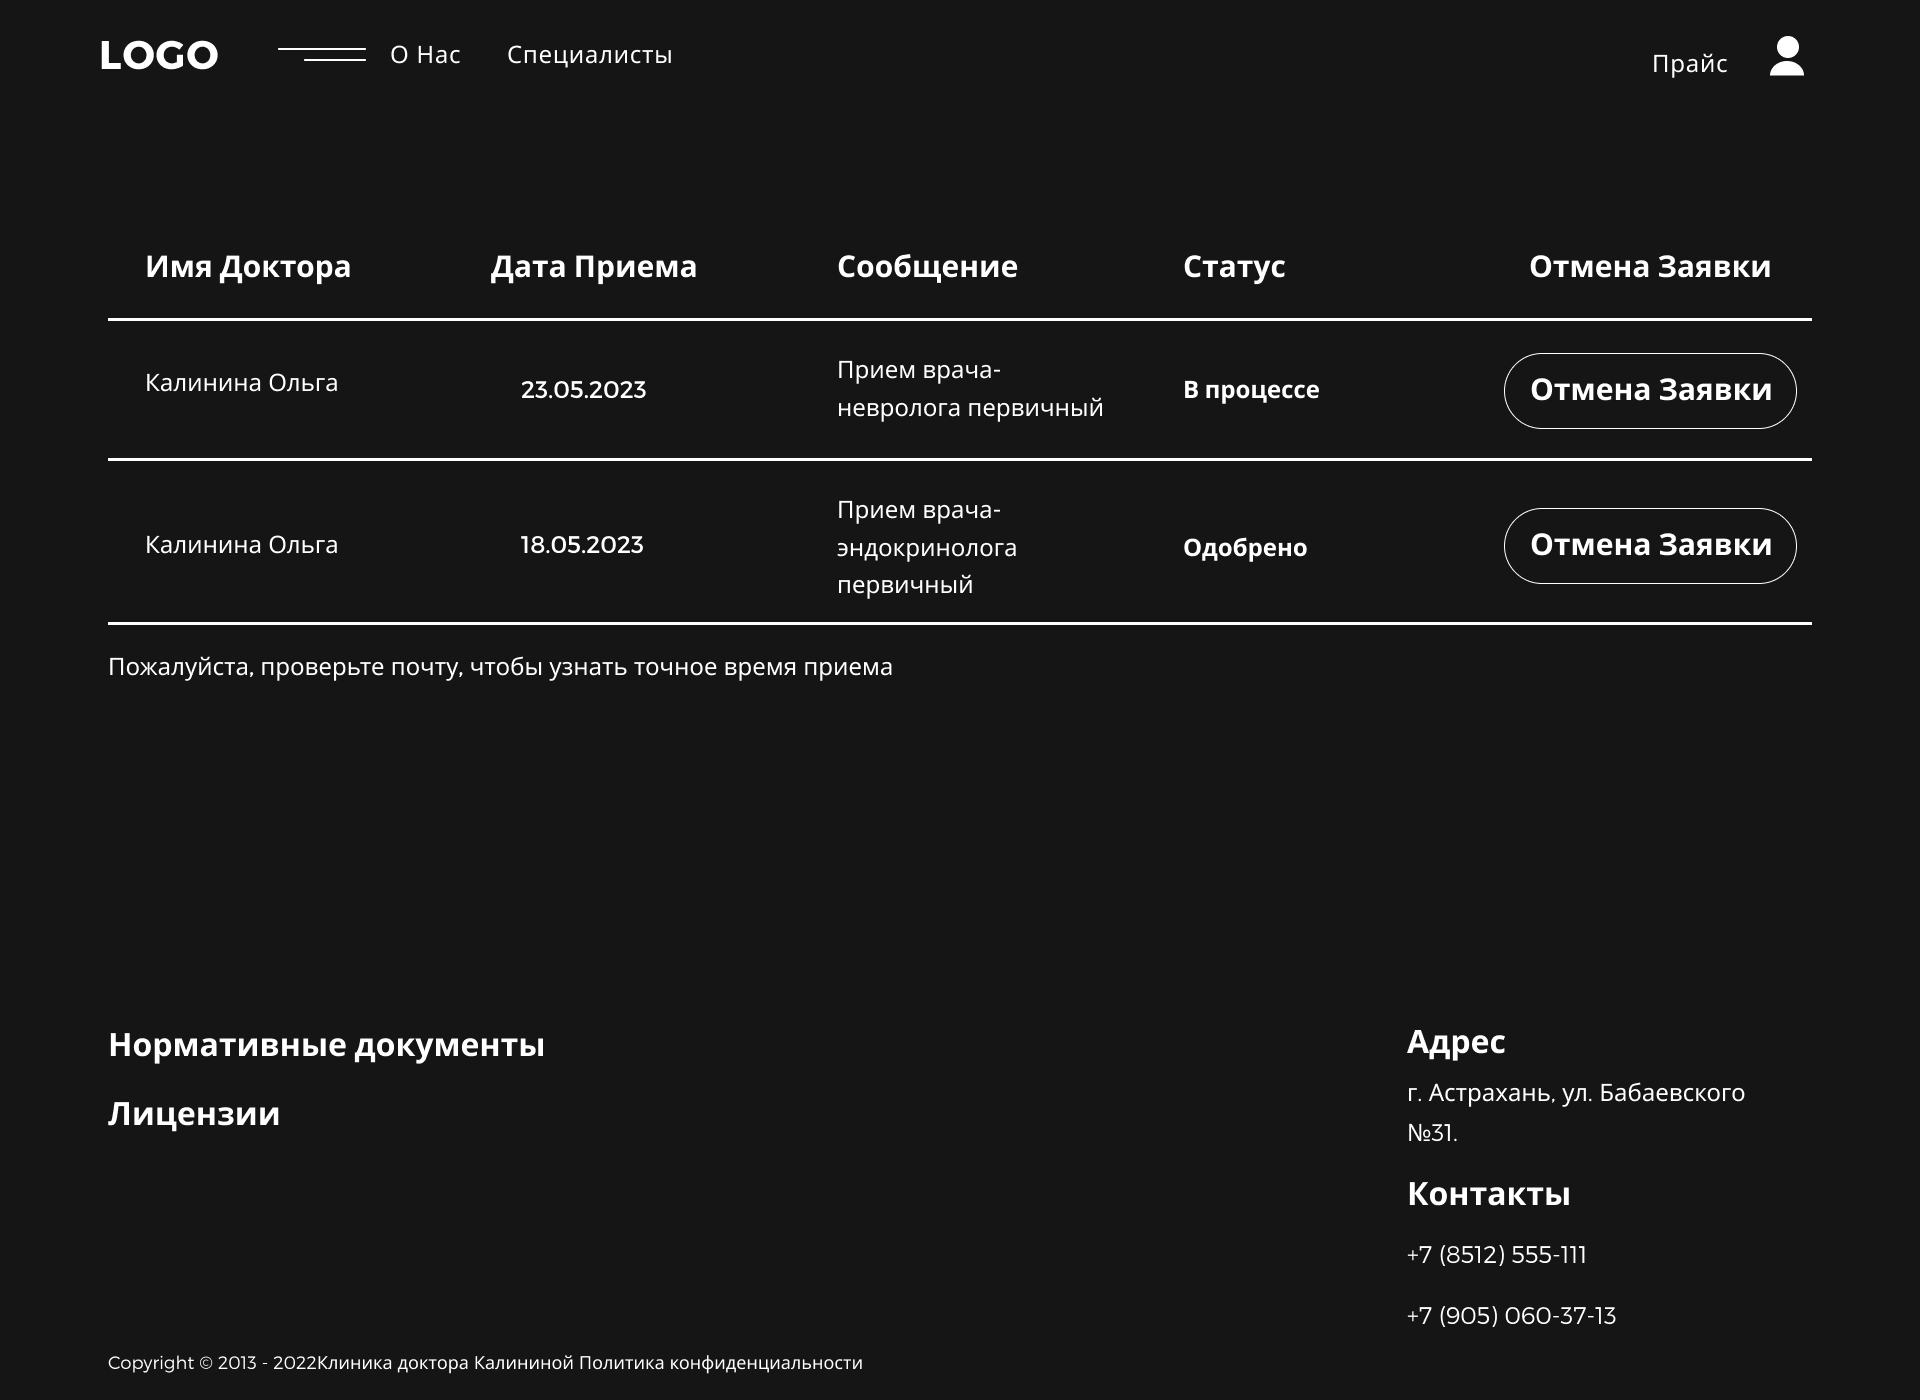 LOGO О Нас Специалисты Прайс
Имя Доктора Дата Приема Сообщение Статус Отмена Заявки
Калинина Ольга 23.05.2023 Прием врача-
невролога первичный В процессе Отмена Заявки
Калинина Ольга 18.05.2023 Прием врача-
эндокринолога
первичный Одобрено Отмена Заявки
Пожалуйста, проверьте почту, чтобы узнать точное время приема
Нормативные документы
Лицензии
Адрес
г. Астрахань, ул. Бабаевского
№31.
Контакты
+7 (8512) 555-111
+7 (905) 060-37-13
Copyright © 2013 - 2022Клиника доктора Калининой Политика конфиденциальности